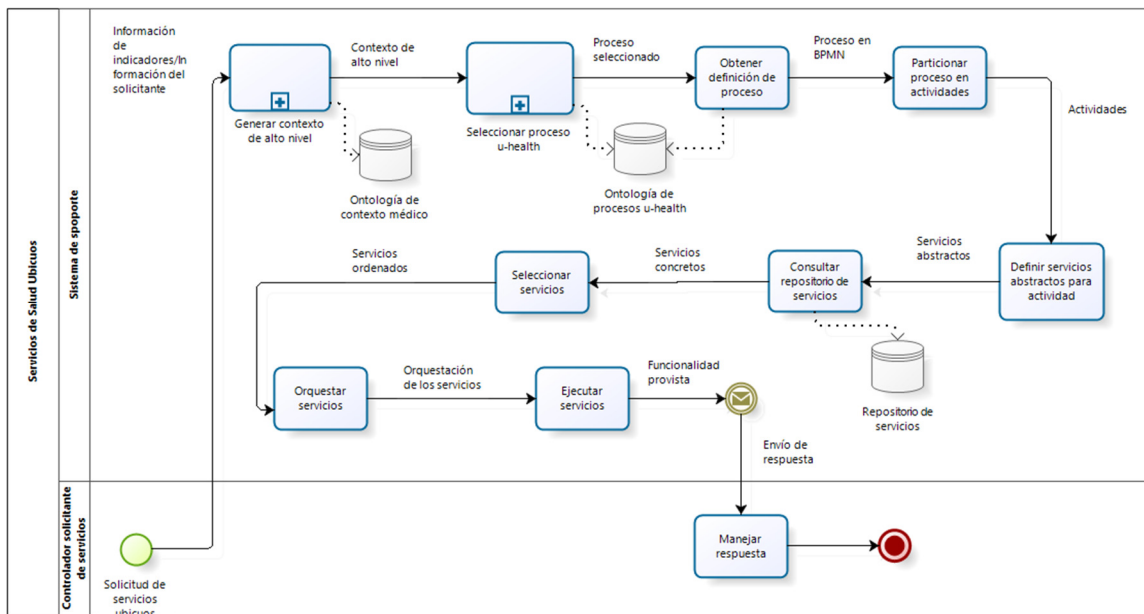 Servicios de Salud Ubicuos
Sistema de spoporte
Información
de
indicadores/In
formación del
solicitante
Generar contexto
de alto nivel
Contexto de
alto nivel
Ontología de
contexto médico
Seleccionar proceso
u-health
Proceso
seleccionado
Ontología de
procesos u-health
Obtener
definición de
proceso
Proceso en
BPMN
Particionar
proceso en
actividades
Actividades
Definir servicios
abstractos para
actividad
Servicios
abstractos
Consultar
repositorio de
servicios
Repositorio de
servicios
Servicios
concretos
Seleccionar
servicios
Servicios
ordenados
Orquestar
servicios
Orquestación
de los servicios
Ejecutar
servicios
Funcionalidad
provista
Envío de
respuesta
Controlador solicitante
de servicios
Solicitud de
servicios
ubicuos
Manejar
respuesta